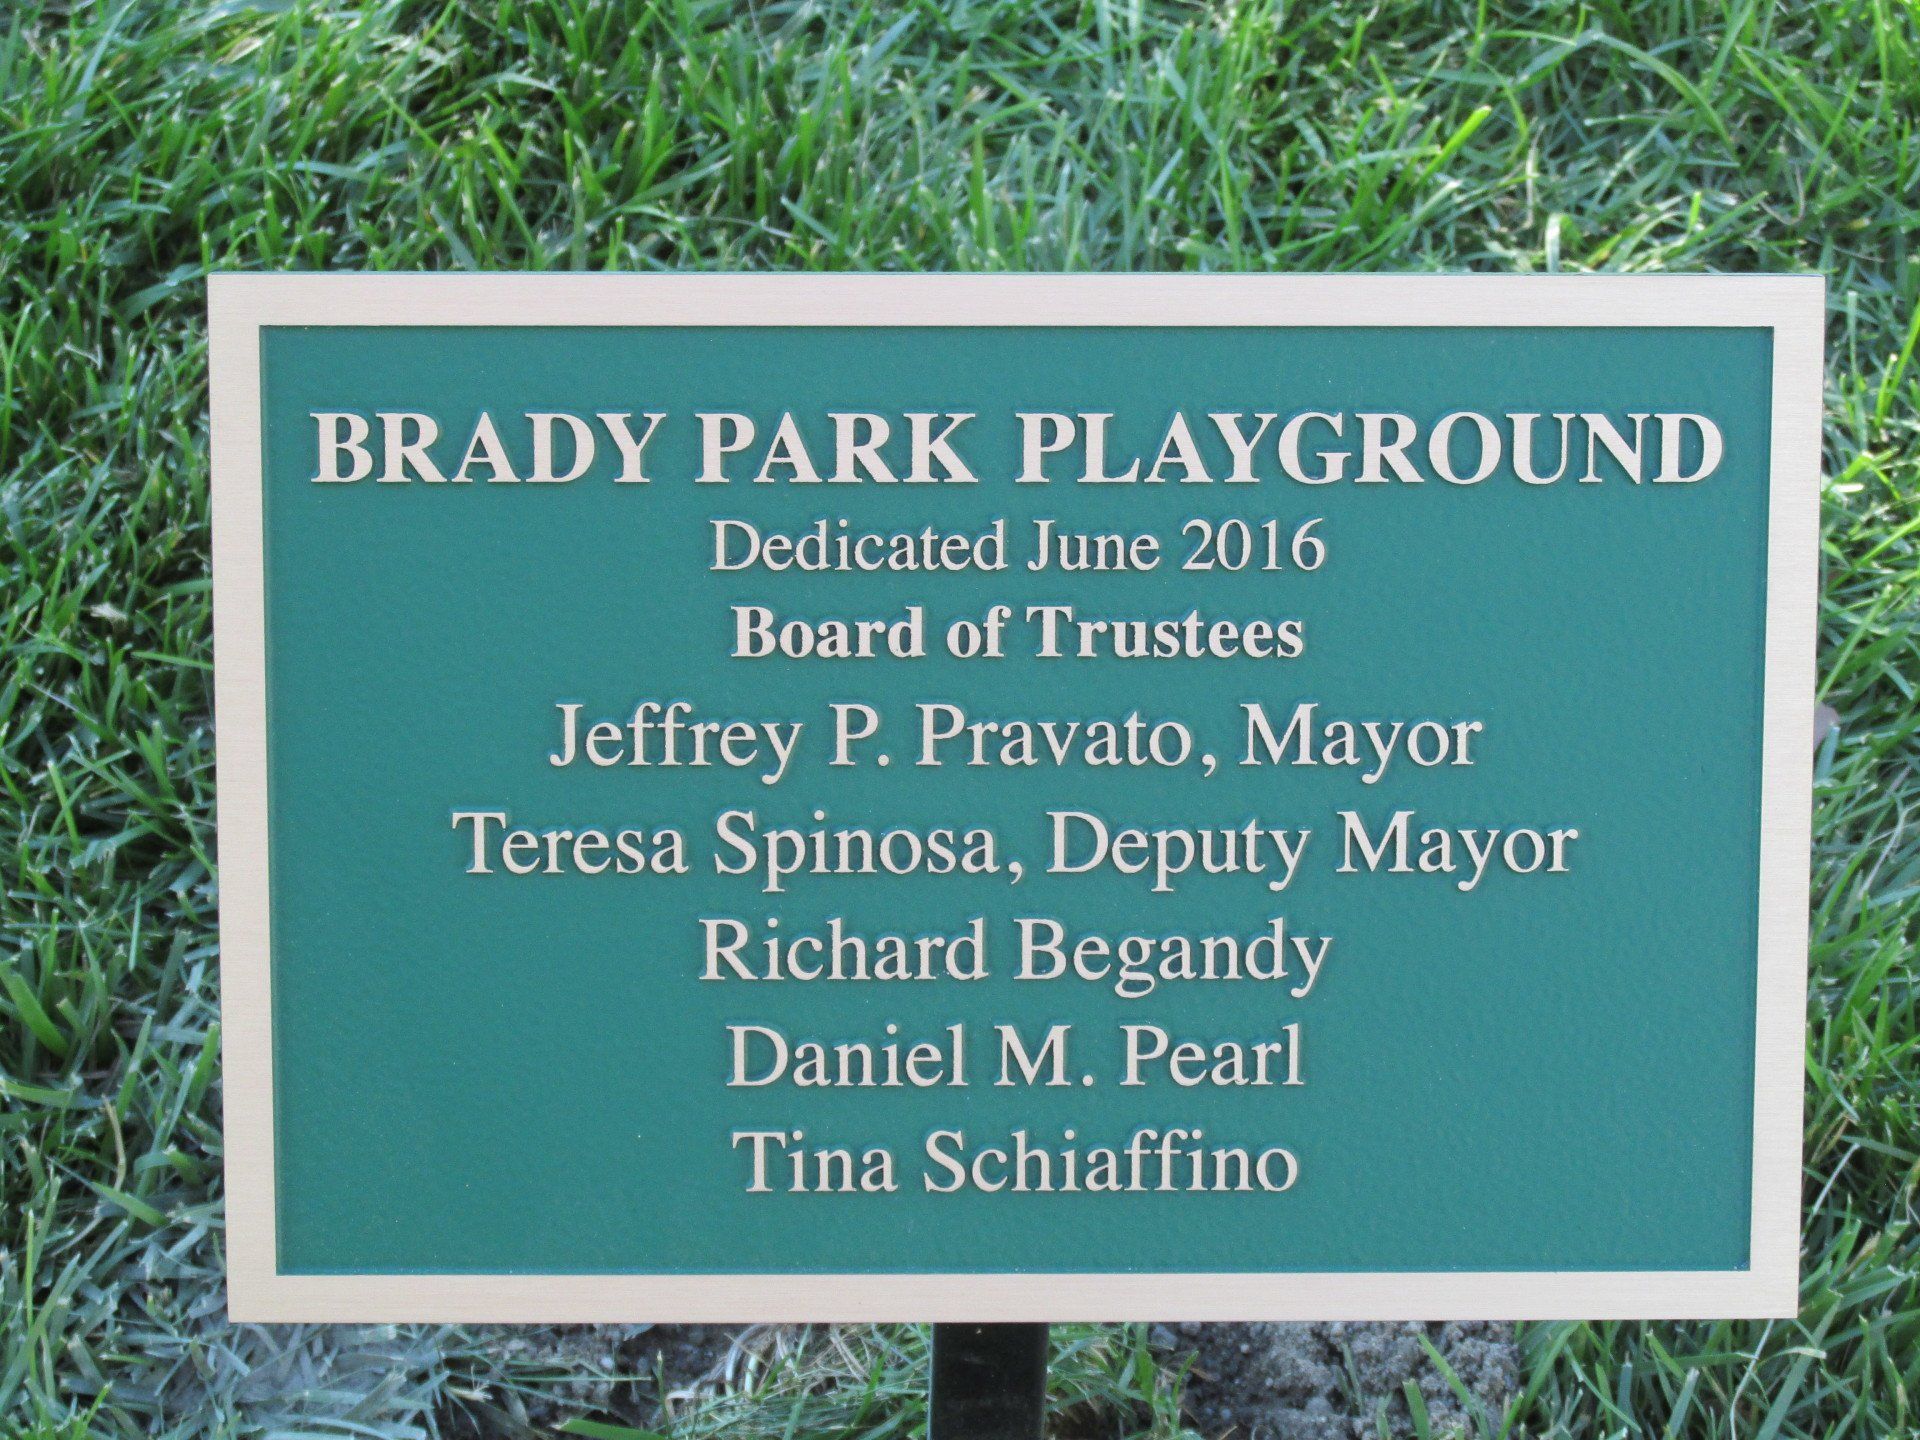 BRADY PARK PLAYGROUND
Dedicated June 2016
Board of Trustees
Jeffrey P. Pravato, Mayor
Teresa Spinosa, Deputy Mayor
Richard Begandy
Daniel M. Pearl
Tina Schiaffino